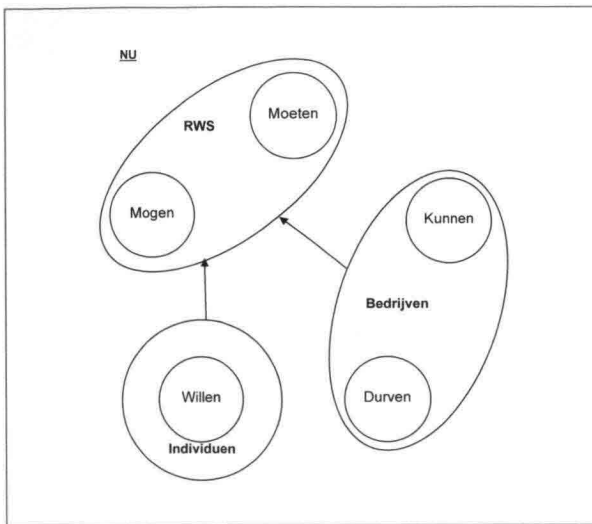 NU
Moeten
RWS
Mogen
Kunnen
Bedrijven
Willen
Durven
Individuen